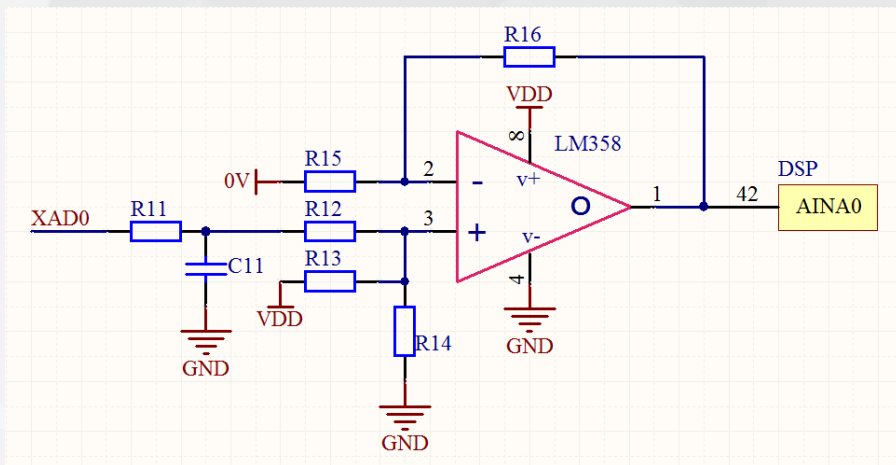 R16
VDD
8
LM358
R15
2
0V
-
v+
DSP
1
42
AINA0
O
XAD0
R11
R12
3
+
v-
C11
R13
4
VDD
R14
GND
GND
GND